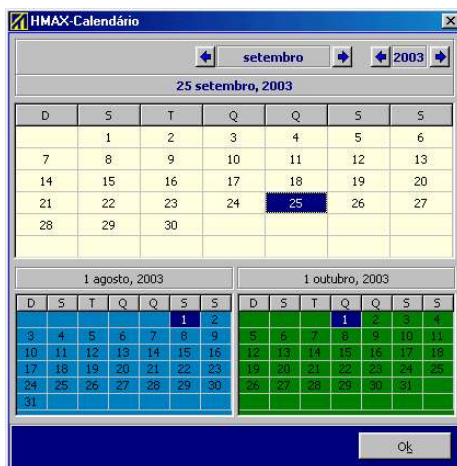 HMAX-Calendário
setembro 2003
25 setembro, 2003
D S T Q Q S S
1 2 3 4 5 6
7 8 9 10 11 12 13
14 15 16 17 18 19 20
21 22 23 24 25 26 27
28 29 30
1 agosto, 2003
D S T Q Q S S
1 2
3 4 5 6 7 8 9
10 11 12 13 14 15 16
17 18 19 20 21 22 23
24 25 26 27 28 29 30
31
1 outubro, 2003
D S T Q Q S S
1 2 3 4
5 6 7 8 9 10 11
12 13 14 15 16 17 18
19 20 21 22 23 24 25
26 27 28 29 30 31
Ok